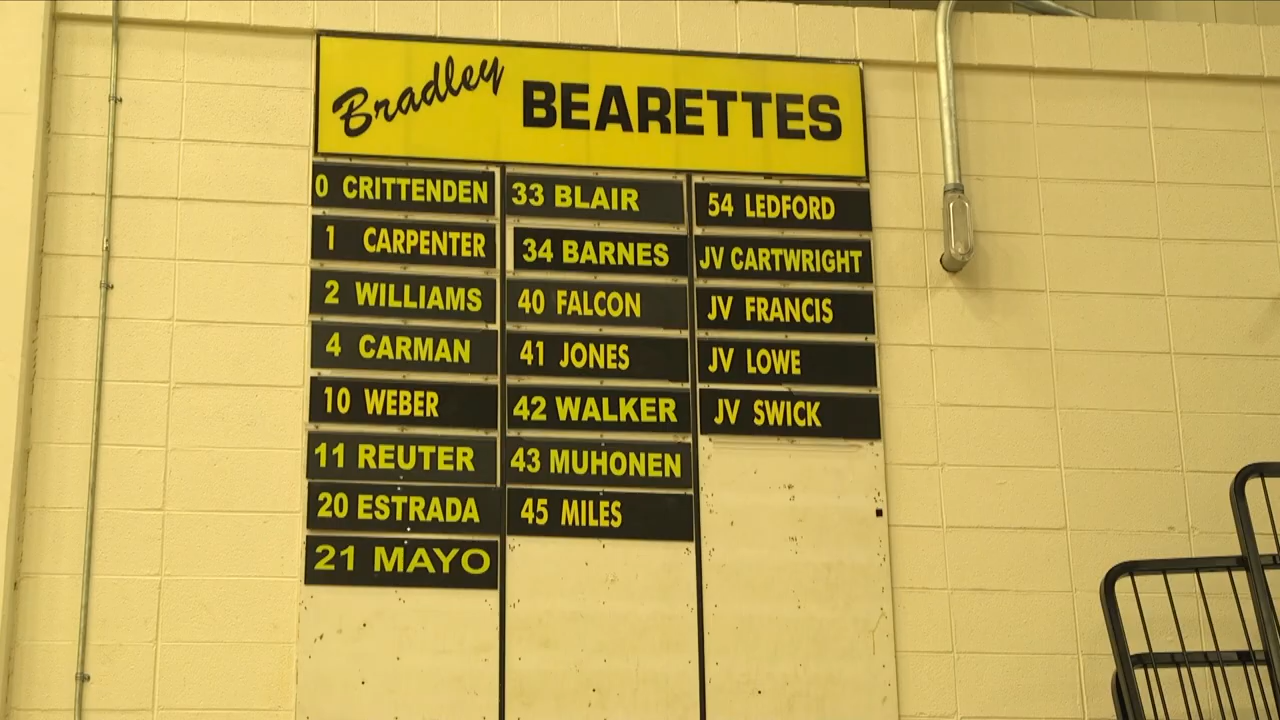 Bradley BEARETTES
0 CRITTENDEN
1 CARPENTER
2 WILLIAMS
4 CARMAN
10 WEBER
11 REUTER
20 ESTRADA
21 MAYO
33 BLAIR
34 BARNES
40 FALCON
41 JONES
42 WALKER
43 MUHONEN
45 MILES
54 LEDFORD
JV CARTWRIGHT
JV FRANCIS
JV LOWE
JV SWICK